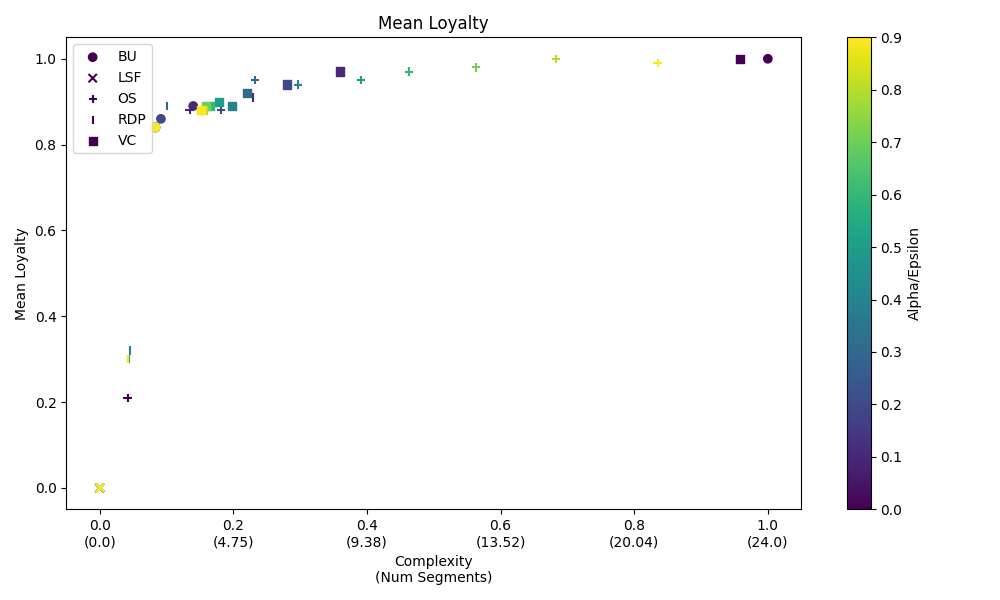 Mean Loyalty
BU
LSF
OS
RDP
VC
Mean Loyalty
1.0
0.8
0.6
0.4
0.2
0.0
0.0 0.2 0.4 0.6 0.8 1.0
(0.0) (4.75) (9.38) (13.52) (20.04) (24.0)
Complexity
(Num Segments)
0.9
0.8
0.7
0.6
0.5
0.4
0.3
0.2
0.1
0.0
Alpha/Epsilon